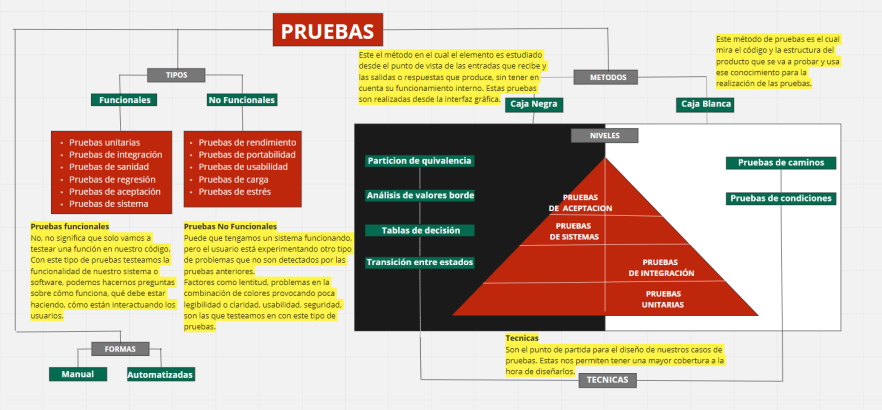 PRUEBAS
TIPOS
Funcionales
No Funcionales
• Pruebas unitarias
• Pruebas de integración
• Pruebas de sanidad
• Pruebas de regresión
• Pruebas de aceptación
• Pruebas de sistema
• Pruebas de rendimiento
• Pruebas de portabilidad
• Pruebas de usabilidad
• Pruebas de carga
• Pruebas de estrés
Pruebas funcionales
No, no significa que solo vamos a
testear una función en nuestro código.
Con este tipo de pruebas testeamos la
funcionalidad de nuestro sistema o
software, podemos hacernos preguntas
sobre cómo funciona, qué debe estar
haciendo, cómo están interactuando los
usuarios.
Pruebas No Funcionales
Puede que tengamos un sistema funcionando,
pero el usuario está experimentando otro tipo
de problemas que no son detectados por las
pruebas anteriores.
Factores como lentitud, problemas en la
combinación de colores provocando poca
legibilidad o claridad, usabilidad, seguridad,
son las que testeamos en con este tipo de
pruebas.
FORMAS
Manual
Automatizadas
Este el método en el cual el elemento es estudiado
desde el punto de vista de las entradas que recibe y
las salidas o respuestas que produce, sin tener en
cuenta su funcionamiento interno. Estas pruebas
son realizadas desde la interfaz gráfica.
METODOS
Este método de pruebas es el cual
mira el código y la estructura del
producto que se va a probar y usa
ese conocimiento para la
realización de las pruebas.
Caja Negra
Caja Blanca
NIVELES
Particion de quivalencia
Análisis de valores borde
Tablas de decisión
Transición entre estados
PRUEBAS
DE ACEPTACION
PRUEBAS
DE SISTEMAS
PRUEBAS
DE INTEGRACIÓN
PRUEBAS
UNITARIAS
Pruebas de caminos
Pruebas de condiciones
Tecnicas
Son el punto de partida para el diseño de nuestros casos de
pruebas. Estas nos permiten tener una mayor cobertura a la
hora de diseñarlos.
TECNICAS